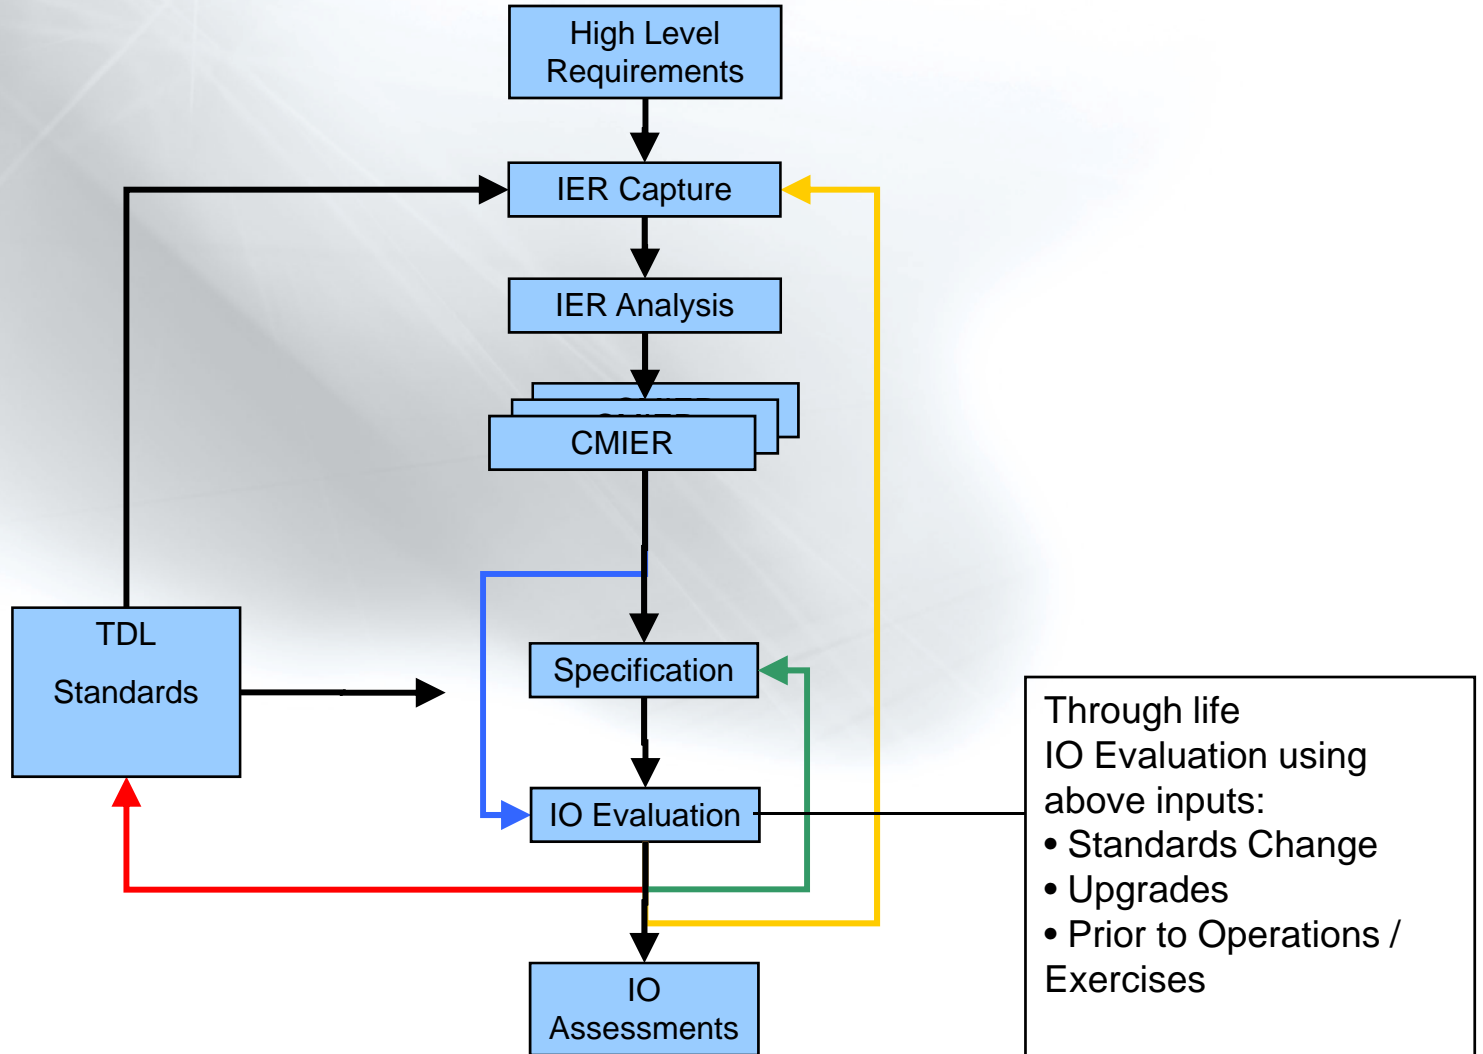 High Level
Requirements
IER Capture
IER Analysis
CMIER
TDL
Standards
Specification
IO Evaluation
Through life
IO Evaluation using
above inputs:
• Standards Change
• Upgrades
• Prior to Operations /
Exercises
IO
Assessments